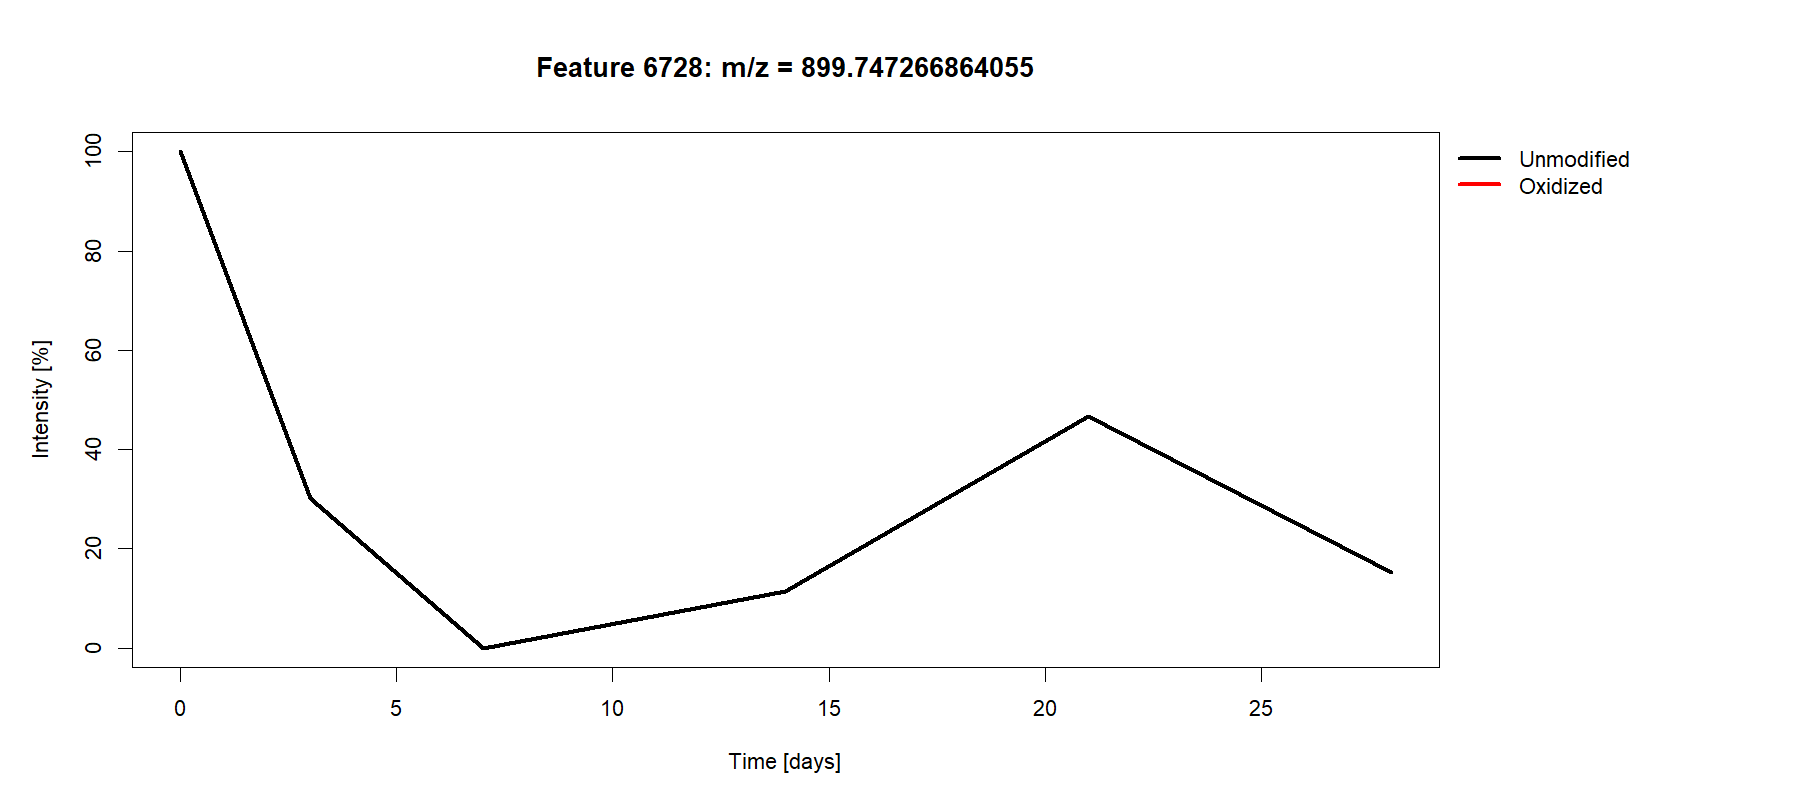 Feature 6728: m/z = 899.747266864055
Unmodified
Oxidized
Intensity [%]
100
80
60
40
20
0
0 5 10 15 20 25
Time [days]